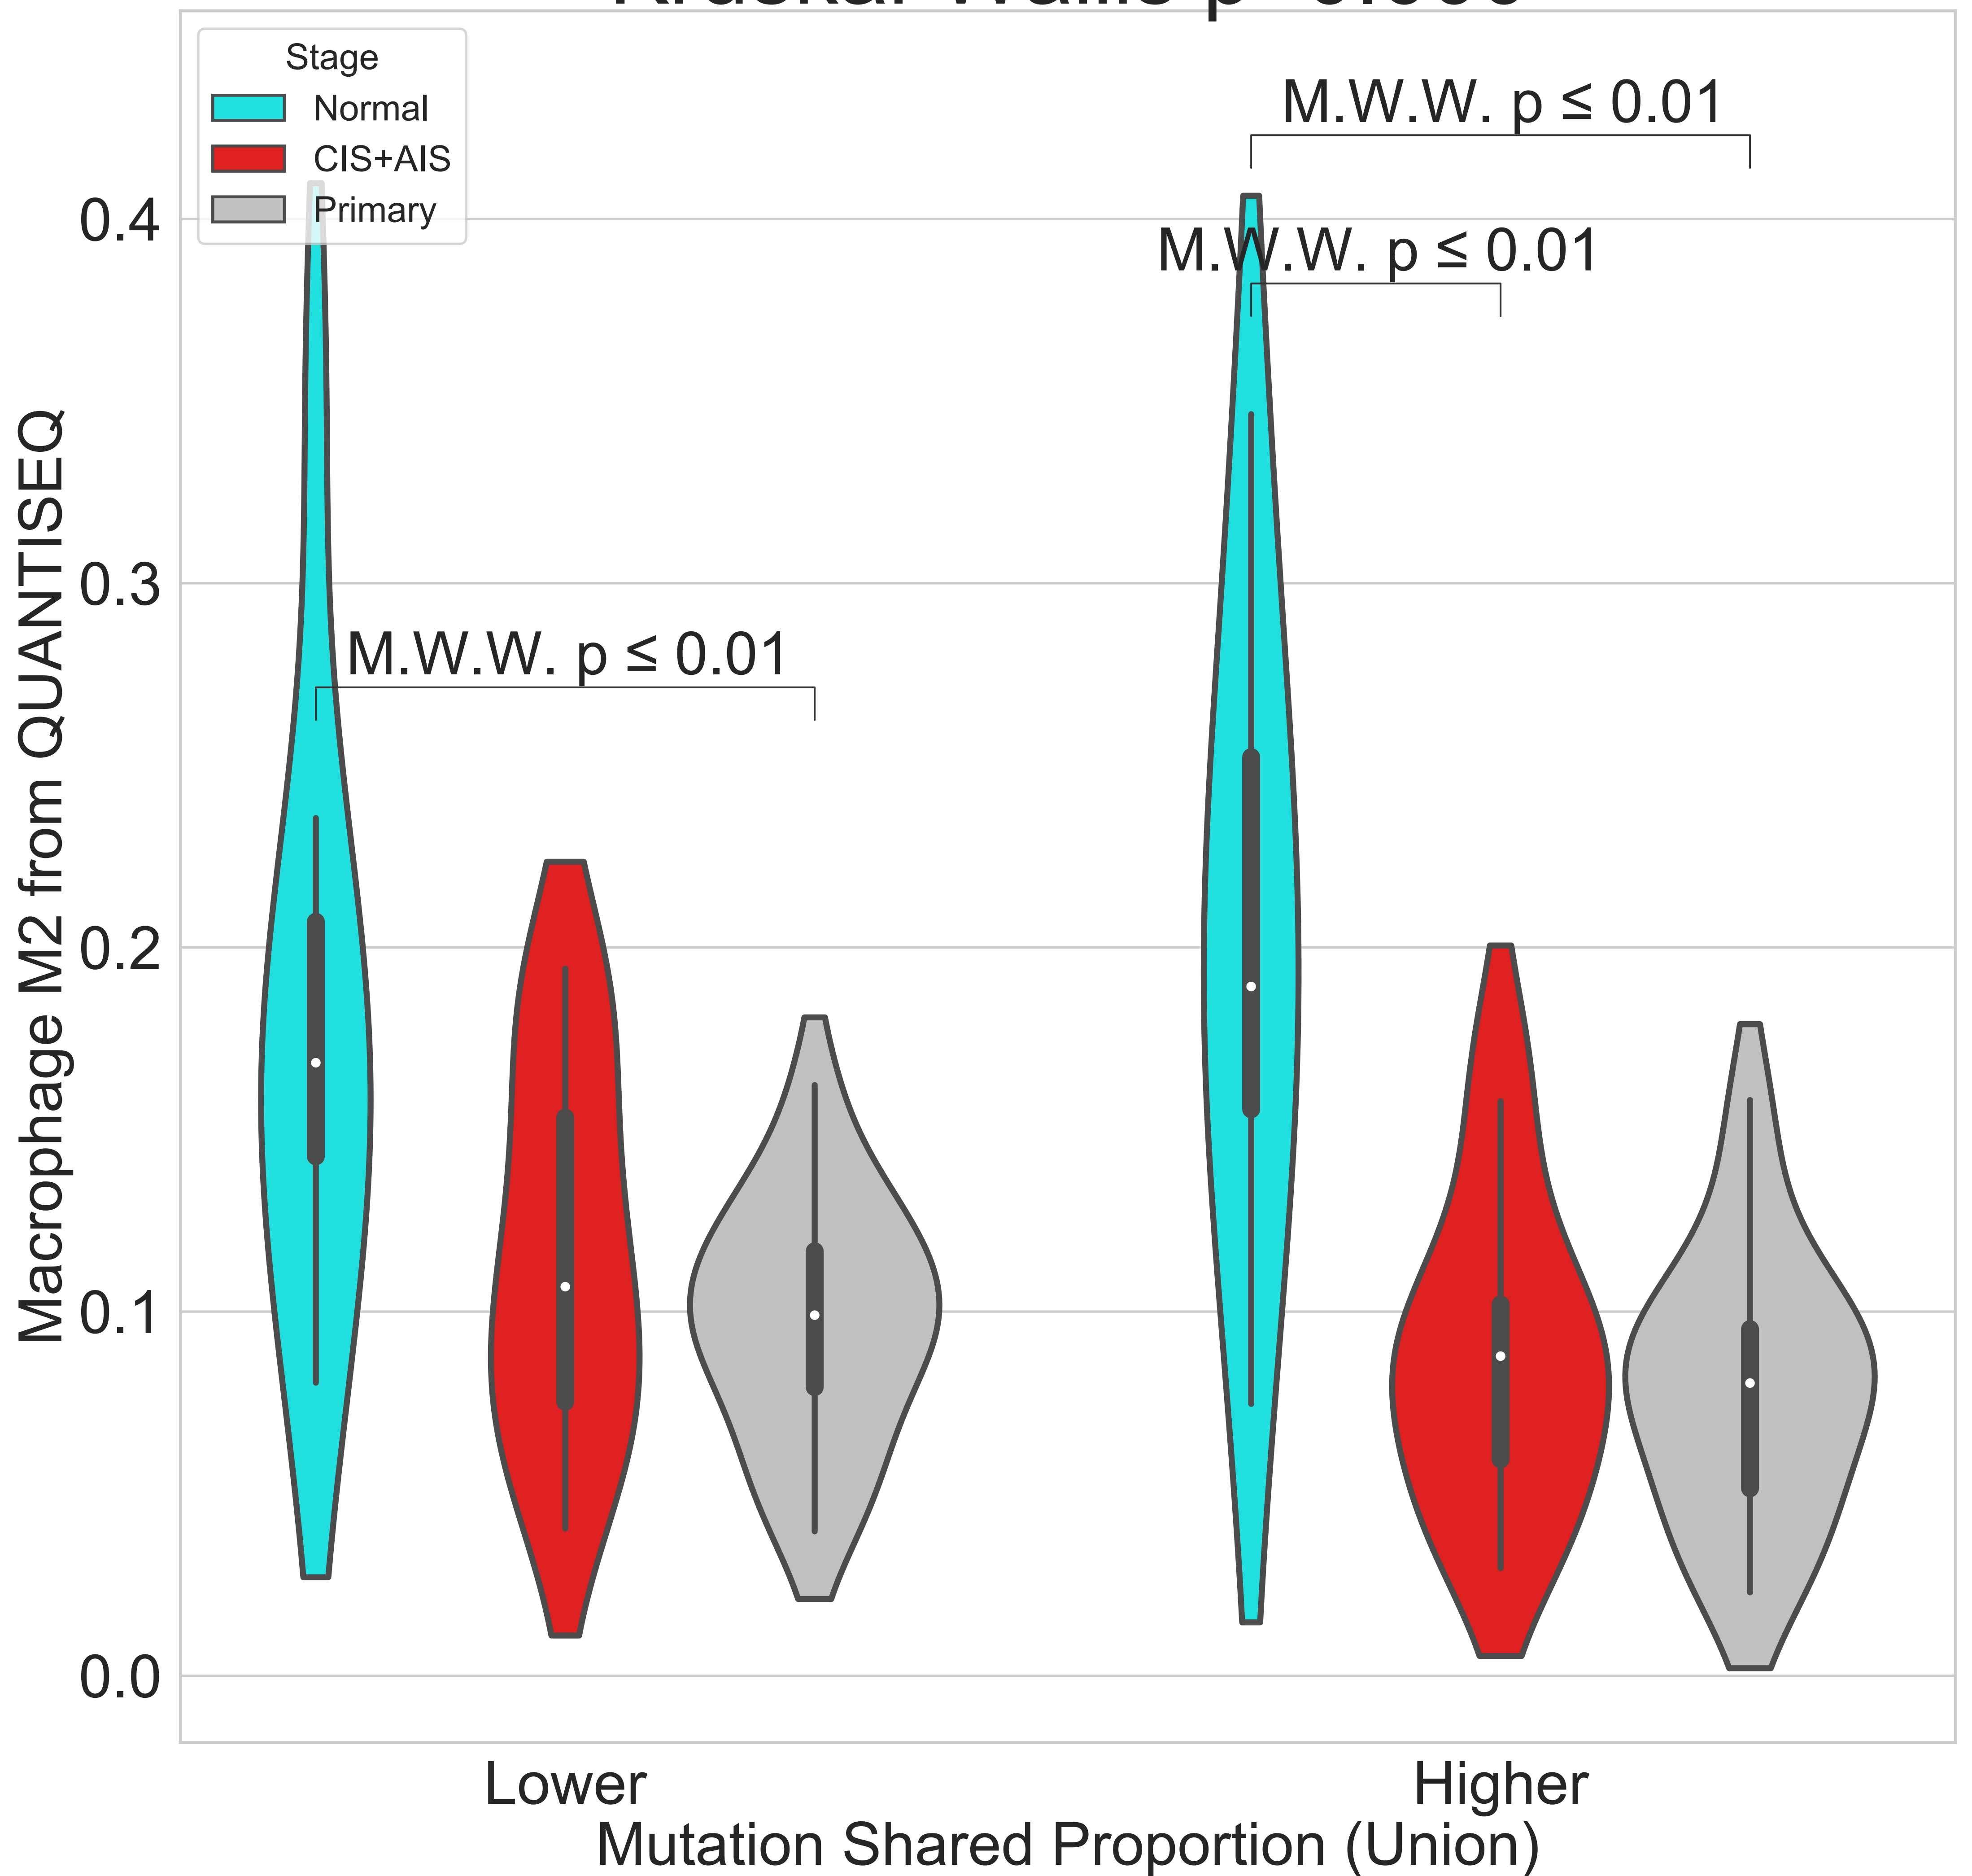 Stage
Normal
CIS+AIS
Primary
M.W.W. p ≤ 0.01
M.W.W. p ≤ 0.01
M.W.W. p ≤ 0.01
0.4
0.3
0.2
0.1
0.0
Macrophage M2 from QUANTISEQ
Lower
Higher
Mutation Shared Proportion (Union)